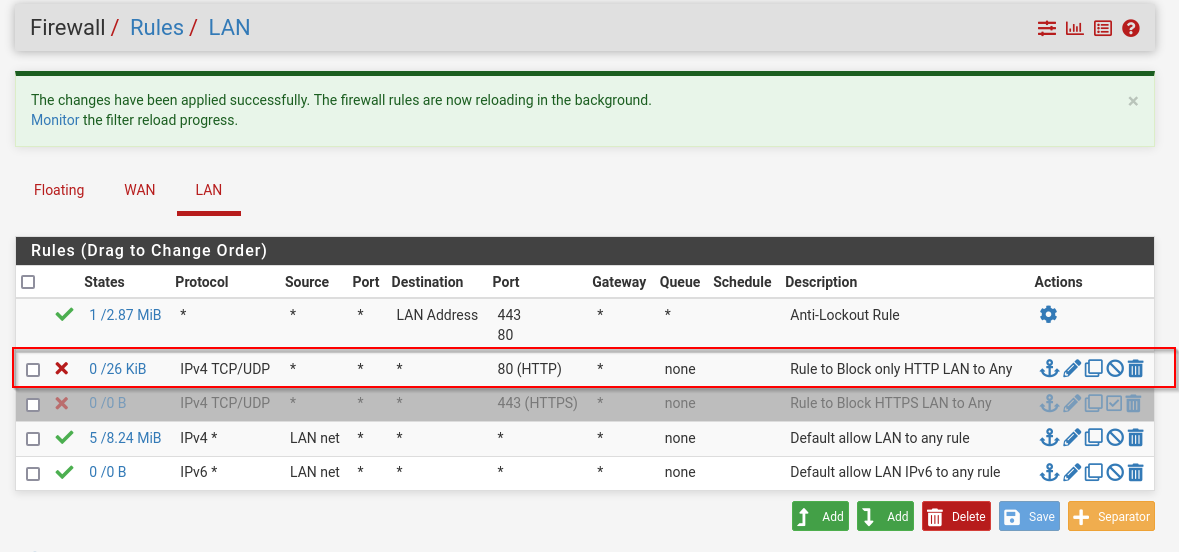 Firewall / Rules / LAN
The changes have been applied successfully. The firewall rules are now reloading in the background.
Monitor the filter reload progress.
×
Floating WAN LAN
Rules (Drag to Change Order)
States Protocol Source Port Destination Port Gateway Queue Schedule Description Actions
1 /2.87 MiB * * * LAN Address 443 * * Anti-Lockout Rule
80
0 /26 KiB IPv4 TCP/UDP * * * 80 (HTTP) * none Rule to Block only HTTP LAN to Any
0 /0 B IPv4 TCP/UDP * * * 443 (HTTPS) * none Rule to Block HTTPS LAN to Any
5 /8.24 MiB IPv4 * LAN net * * * * none Default allow LAN to any rule
0 /0 B IPv6 * LAN net * * * * none Default allow LAN IPv6 to any rule
Add Add Delete Save Separator